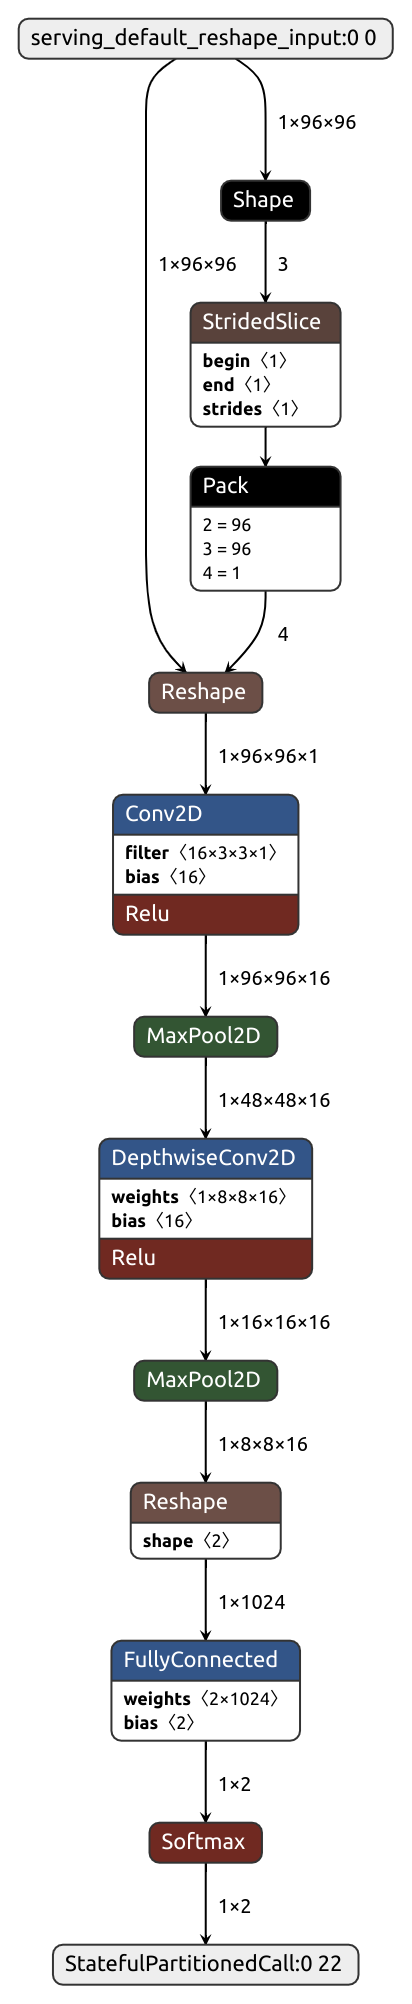 serving_default_reshape_input:0 0
1×96×96
Shape
1×96×96
3
StridedSlice
begin〈1〉
end〈1〉
strides〈1〉
Pack
2 = 96
3 = 96
4 = 1
4
Reshape
1×96×96×1
Conv2D
filter〈16×3×3×1〉
bias〈16〉
Relu
1×96×96×16
MaxPool2D
1×48×48×16
DepthwiseConv2D
weights〈1×8×8×16〉
bias〈16〉
Relu
1×16×16×16
MaxPool2D
1×8×8×16
Reshape
shape〈2〉
1×1024
FullyConnected
weights〈2×1024〉
bias〈2〉
1×2
Softmax
1×2
StatefulPartitionedCall:0 22